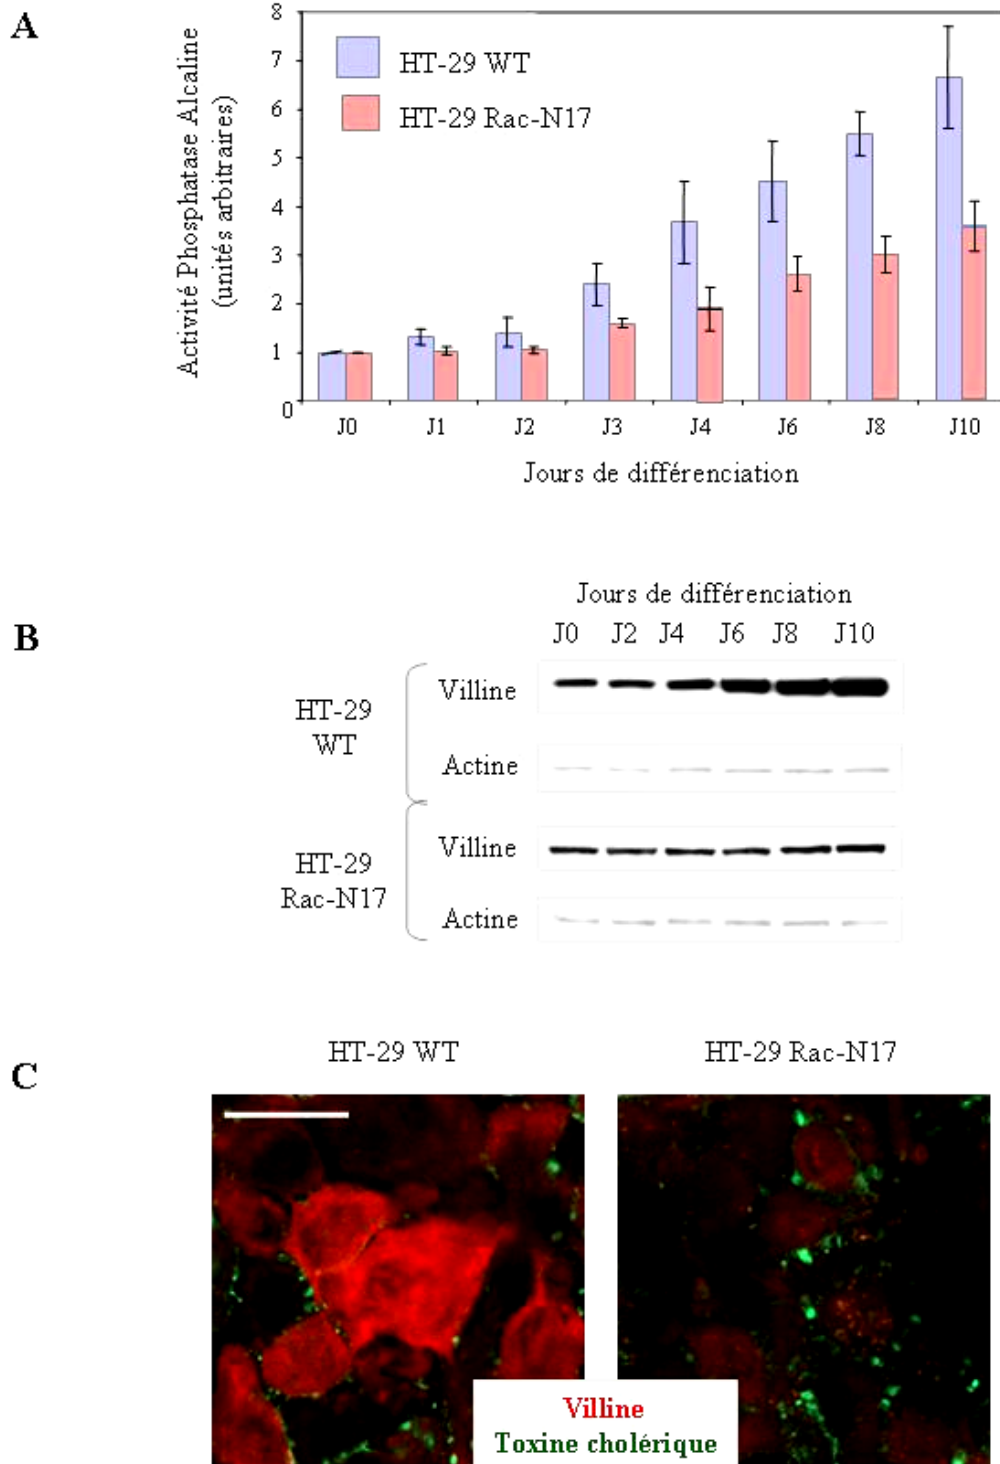 A
Activité Phosphatase Alcaline
(unités arbitraires)
8
7
6
5
4
3
2
1
0
HT-29 WT
HT-29 Rac-N17
J0 J1 J2 J3 J4 J6 J8 J10
Jours de différenciation
B
Jours de différenciation
J0 J2 J4 J6 J8 J10
HT-29
WT
Villine
Actine
HT-29
Rac-N17
Villine
Actine
C
HT-29 WT
HT-29 Rac-N17
Villine
Toxine cholérique